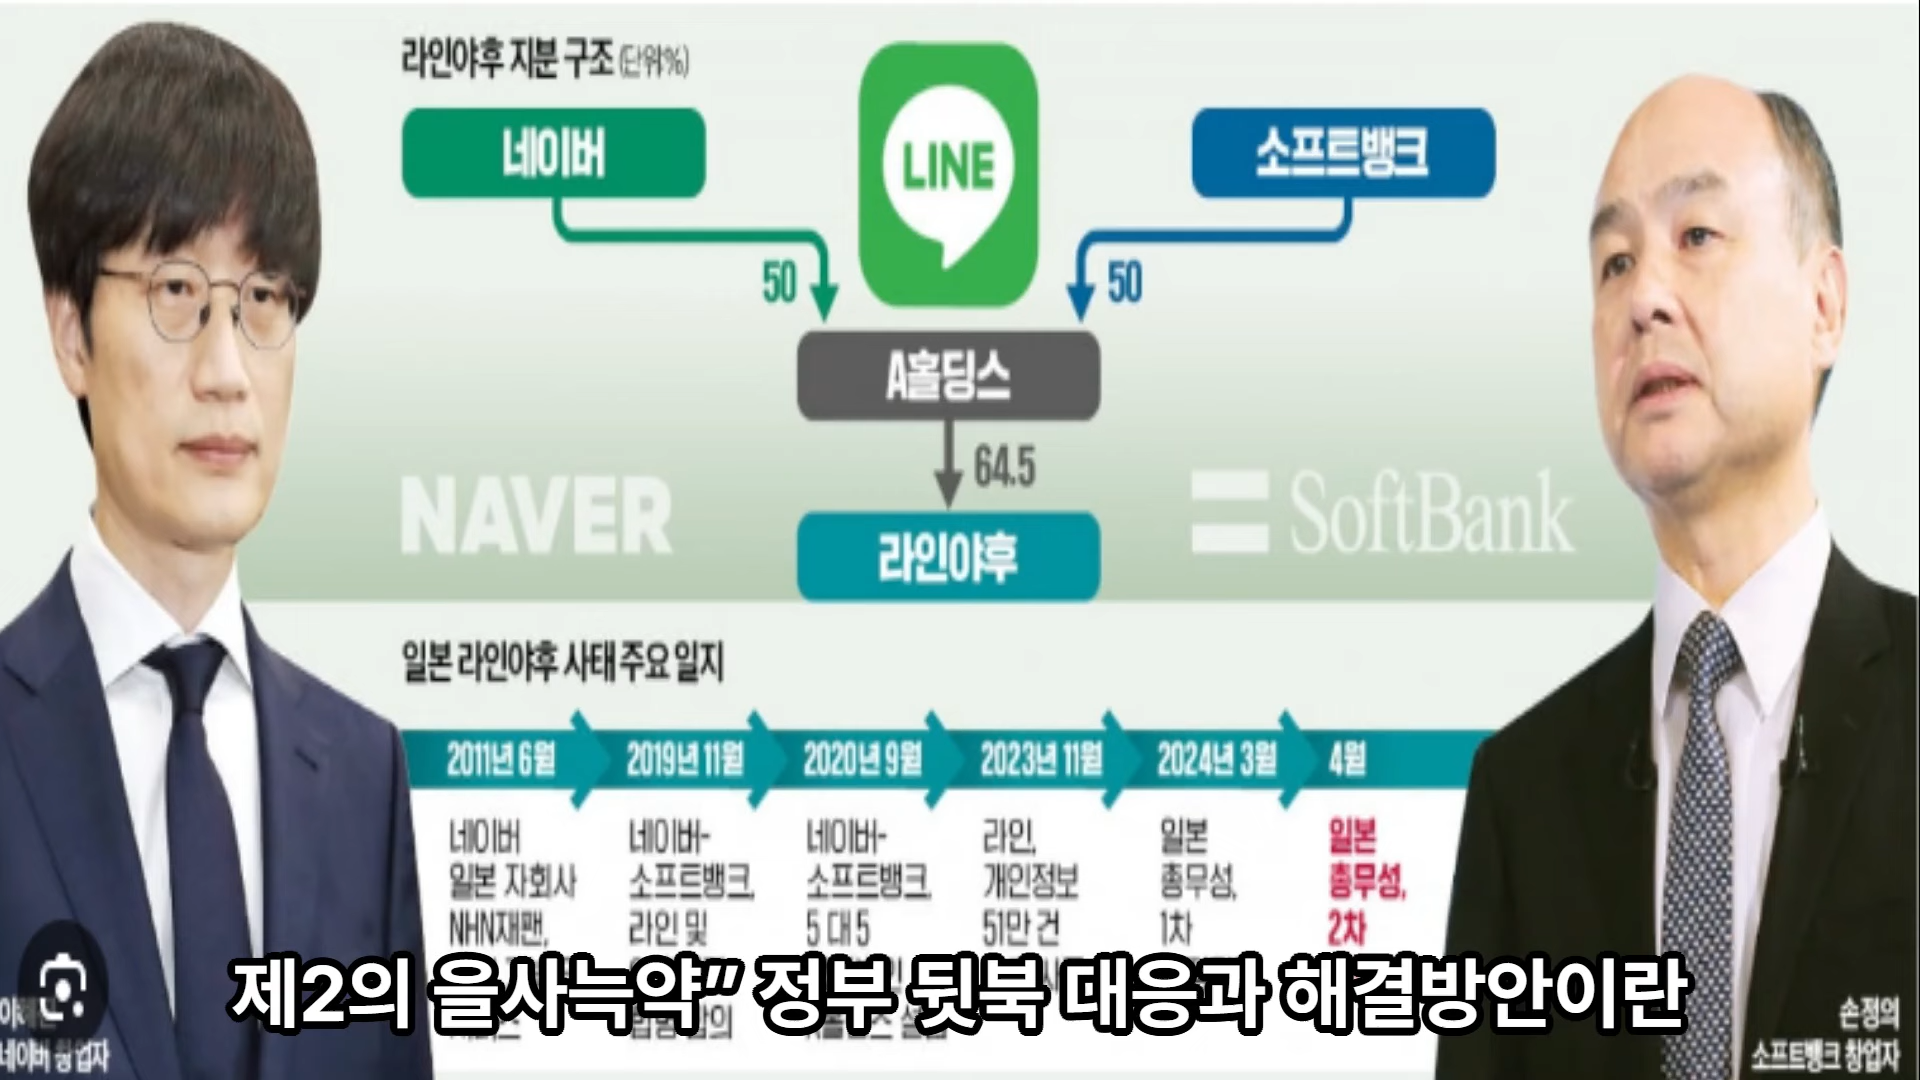 라인야후 지분 구조 (단위%)
네이버
LINE
소프트뱅크
50
50
A홀딩스
64.5
NAVER
SoftBank
라인야후
일본 라인야후 사태 주요 일지
2011년 6월
2019년 11월
2020년 9월
2023년 11월
2024년 3월
4월
네이버
일본 자회사
NHN재팬,
네이버-
소프트뱅크,
라인 및
네이버-
소프트뱅크,
5 대 5
라인,
개인정보
51만 건
일본
총무성,
1차
일본
총무성,
2차
제2의 을사늑약” 정부 뒷북 대응과 해결방안이란
네이버 창업자
손정의
소프트뱅크 창업자